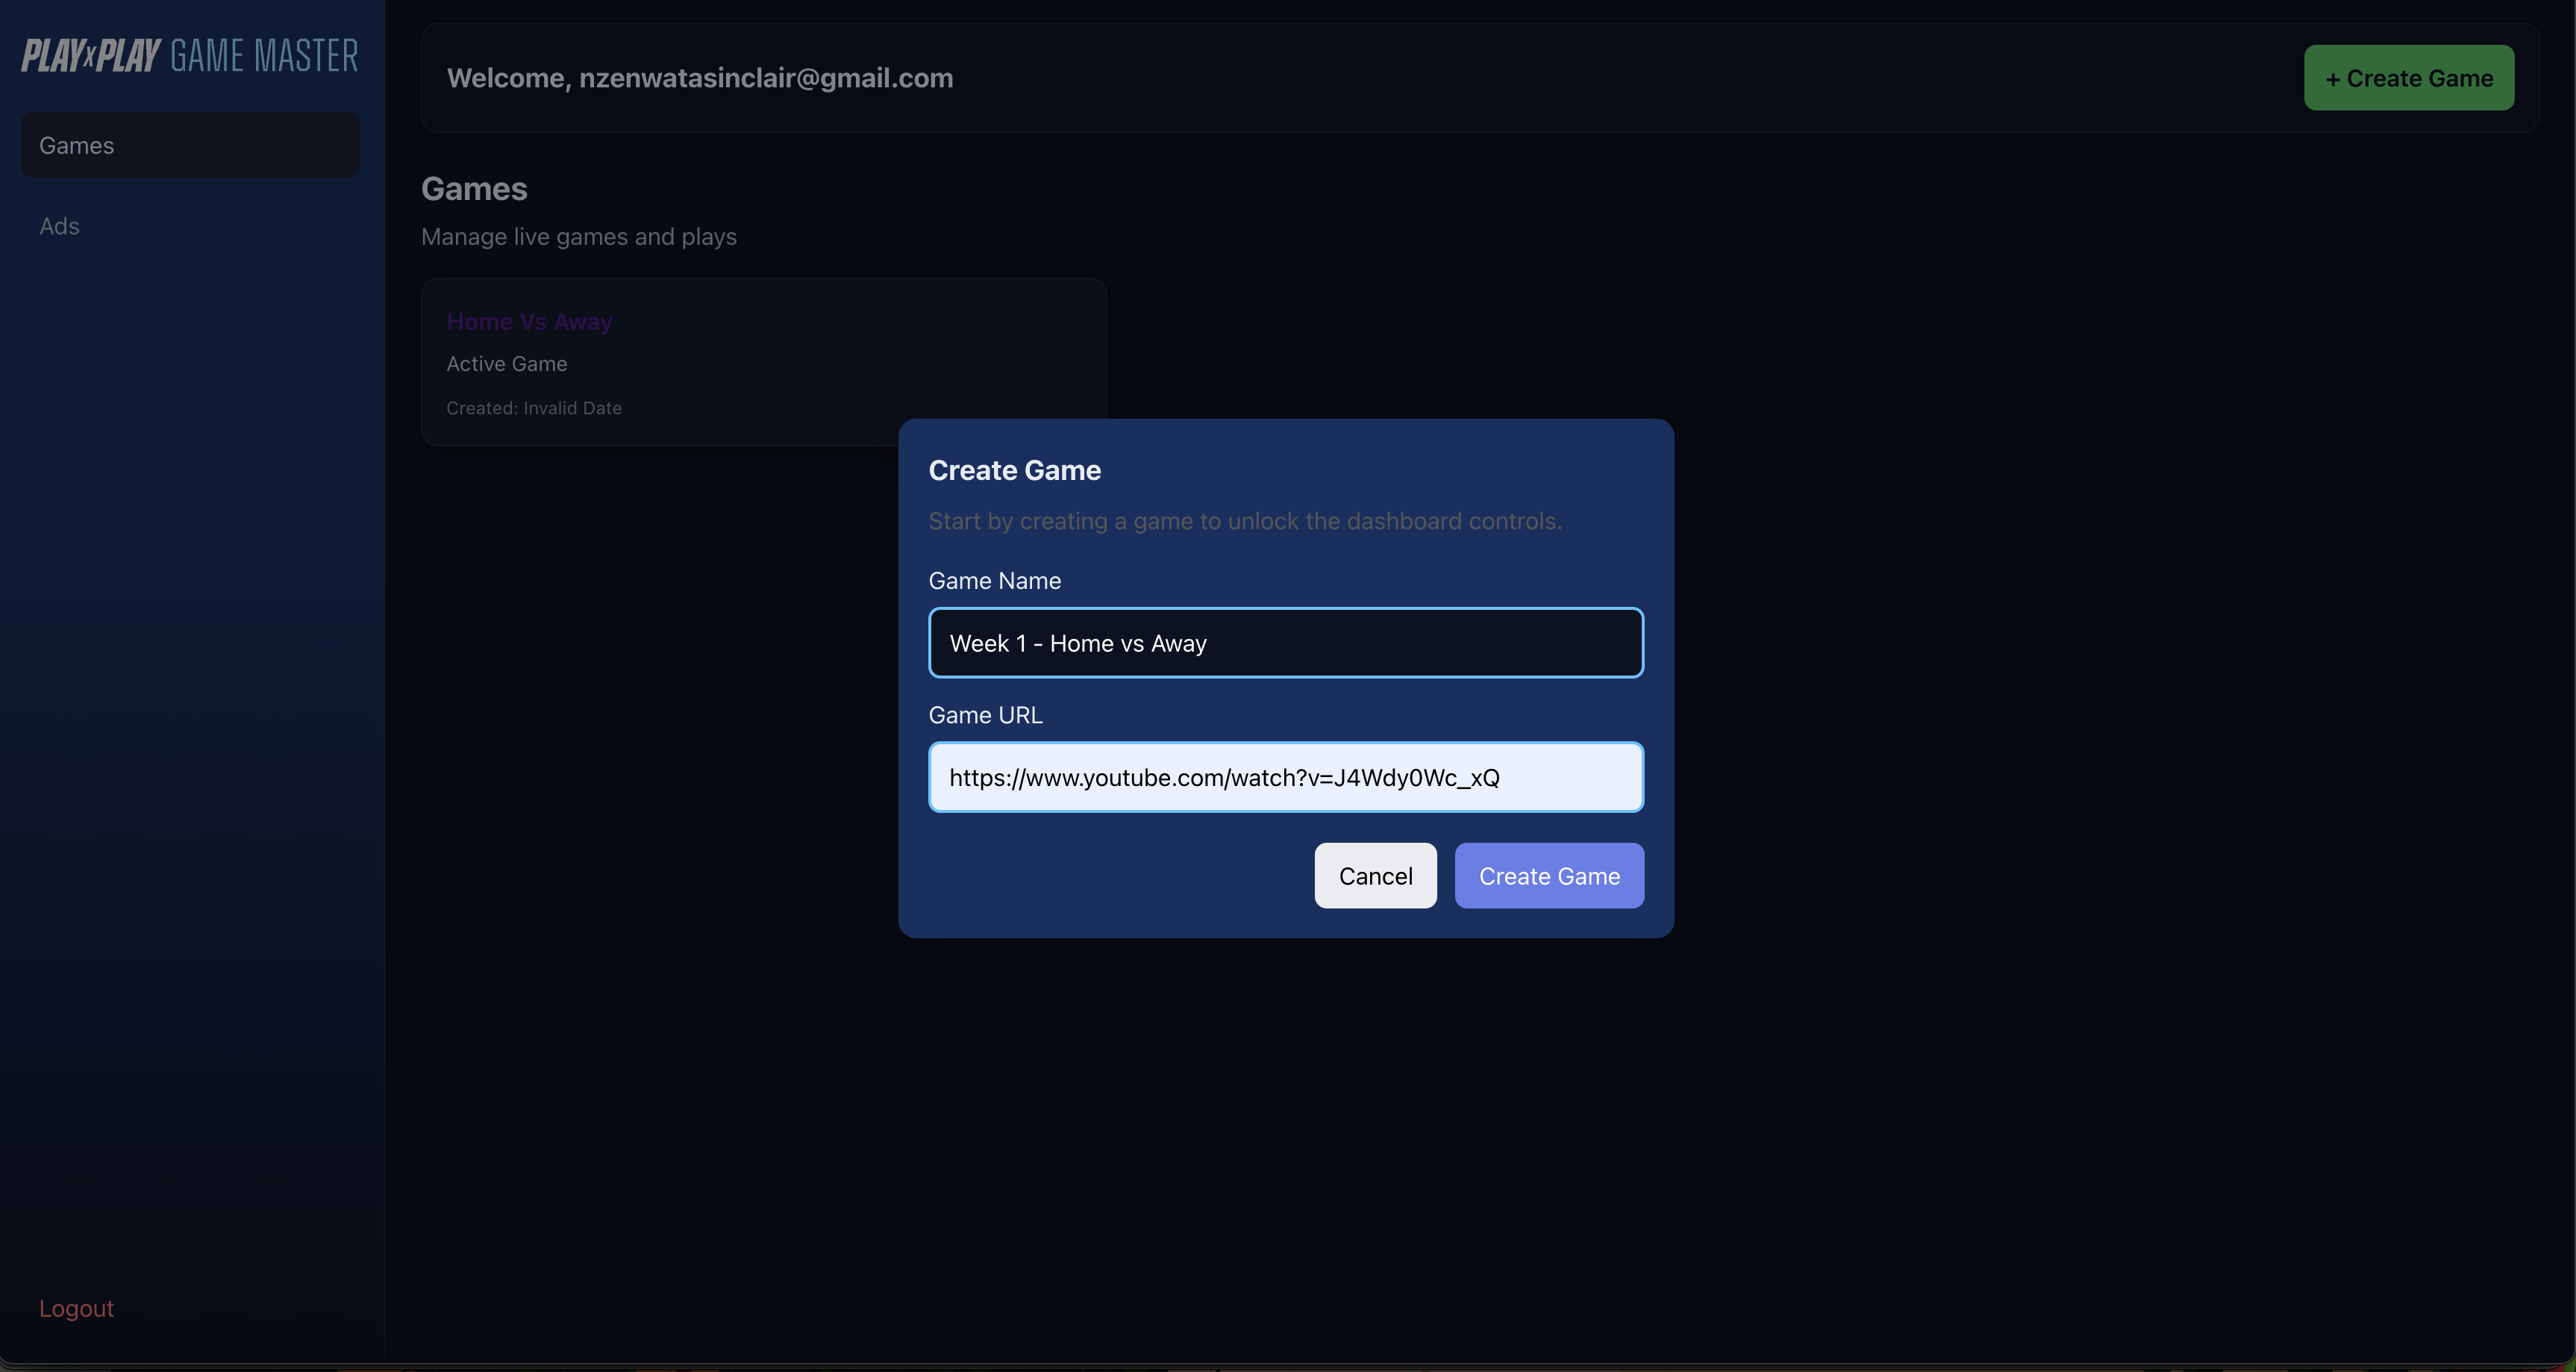 PLAYxPLAY GAME MASTER
Games
Ads
Logout
Welcome, nzenwatasinclair@gmail.com
+ Create Game
Games
Manage live games and plays
Home Vs Away
Active Game
Created: Invalid Date
Create Game
Start by creating a game to unlock the dashboard controls.
Game Name
Week 1 - Home vs Away
Game URL
https://www.youtube.com/watch?v=J4Wdy0Wc_xQ
Cancel
Create Game